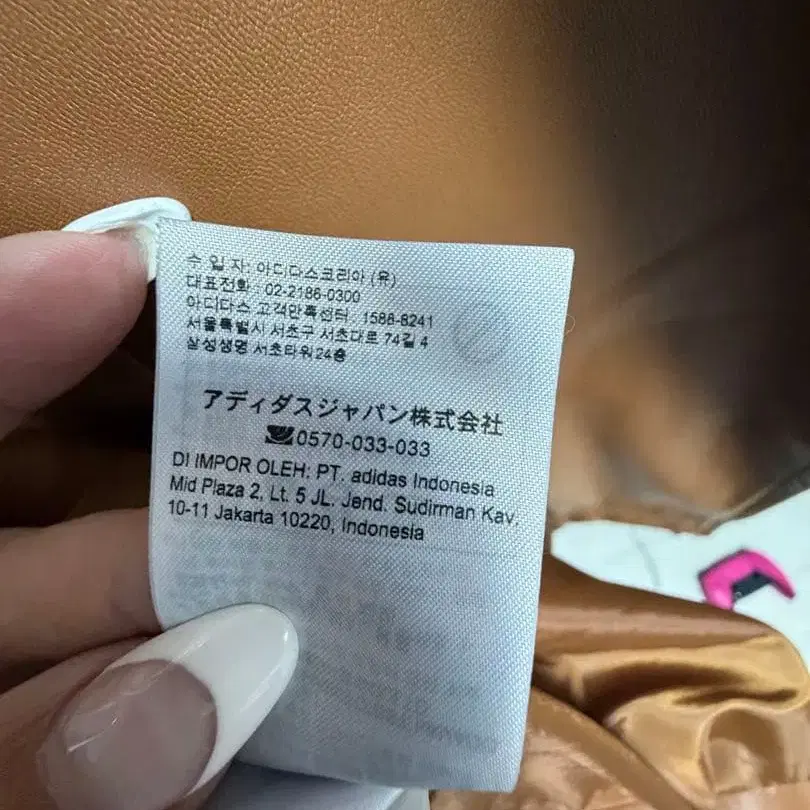 수 입 자: 아디다스코리아 (유)
대표전화 : 02-2186-0300
아디다스 고객만족센터 : 1588-8241
서울특별시 서초구 서초대로 74길 4
삼성생명 서초타워 24층
アディダスジャパン株式会社
0570-033-033
DI IMPOR OLEH: PT. adidas Indonesia
Mid Plaza 2, Lt. 5 JL. Jend. Sudirman Kav.
10-11 Jakarta 10220, Indonesia